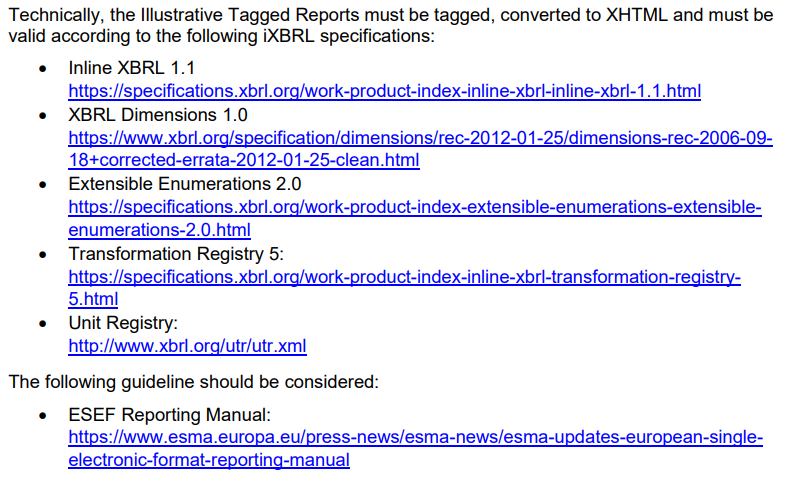 Technically, the Illustrative Tagged Reports must be tagged, converted to XHTML and must be
valid according to the following iXBRL specifications:
• Inline XBRL 1.1
https://specifications.xbrl.org/work-product-index-inline-xbrl-inline-xbrl-1.1.html
• XBRL Dimensions 1.0
https://www.xbrl.org/specification/dimensions/rec-2012-01-25/dimensions-rec-2006-09-
18+corrected-errata-2012-01-25-clean.html
• Extensible Enumerations 2.0
https://specifications.xbrl.org/work-product-index-extensible-enumerations-extensible-
enumerations-2.0.html
• Transformation Registry 5:
https://specifications.xbrl.org/work-product-index-inline-xbrl-transformation-registry-
5.html
• Unit Registry:
http://www.xbrl.org/utr/utr.xml
The following guideline should be considered:
• ESEF Reporting Manual:
https://www.esma.europa.eu/press-news/esma-news/esma-updates-european-single-
electronic-format-reporting-manual